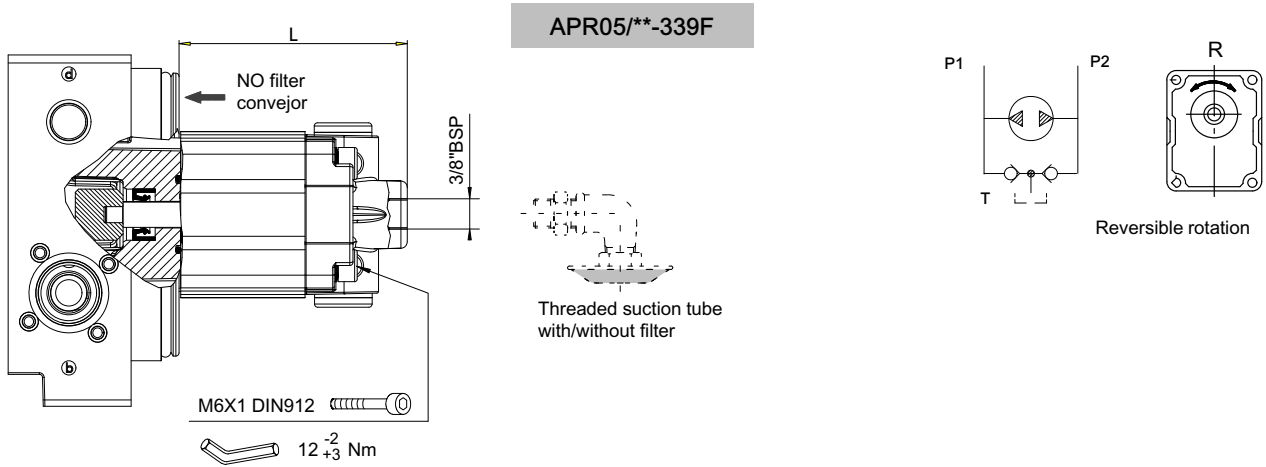 APR05/**-339F
L
NO filter
convejor
3/8"BSP
d
b
M6X1 DIN912
12 -2 +3 Nm
Threaded suction tube
with/without filter
P1
P2
T
R
Reversible rotation